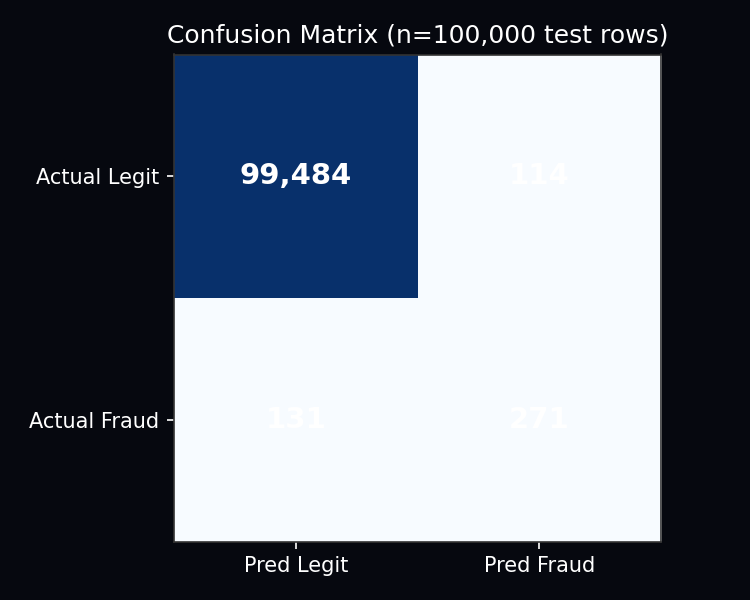 Confusion Matrix (n=100,000 test rows)
Actual Legit
99,484
114
Actual Fraud
131
271
Pred Legit
Pred Fraud